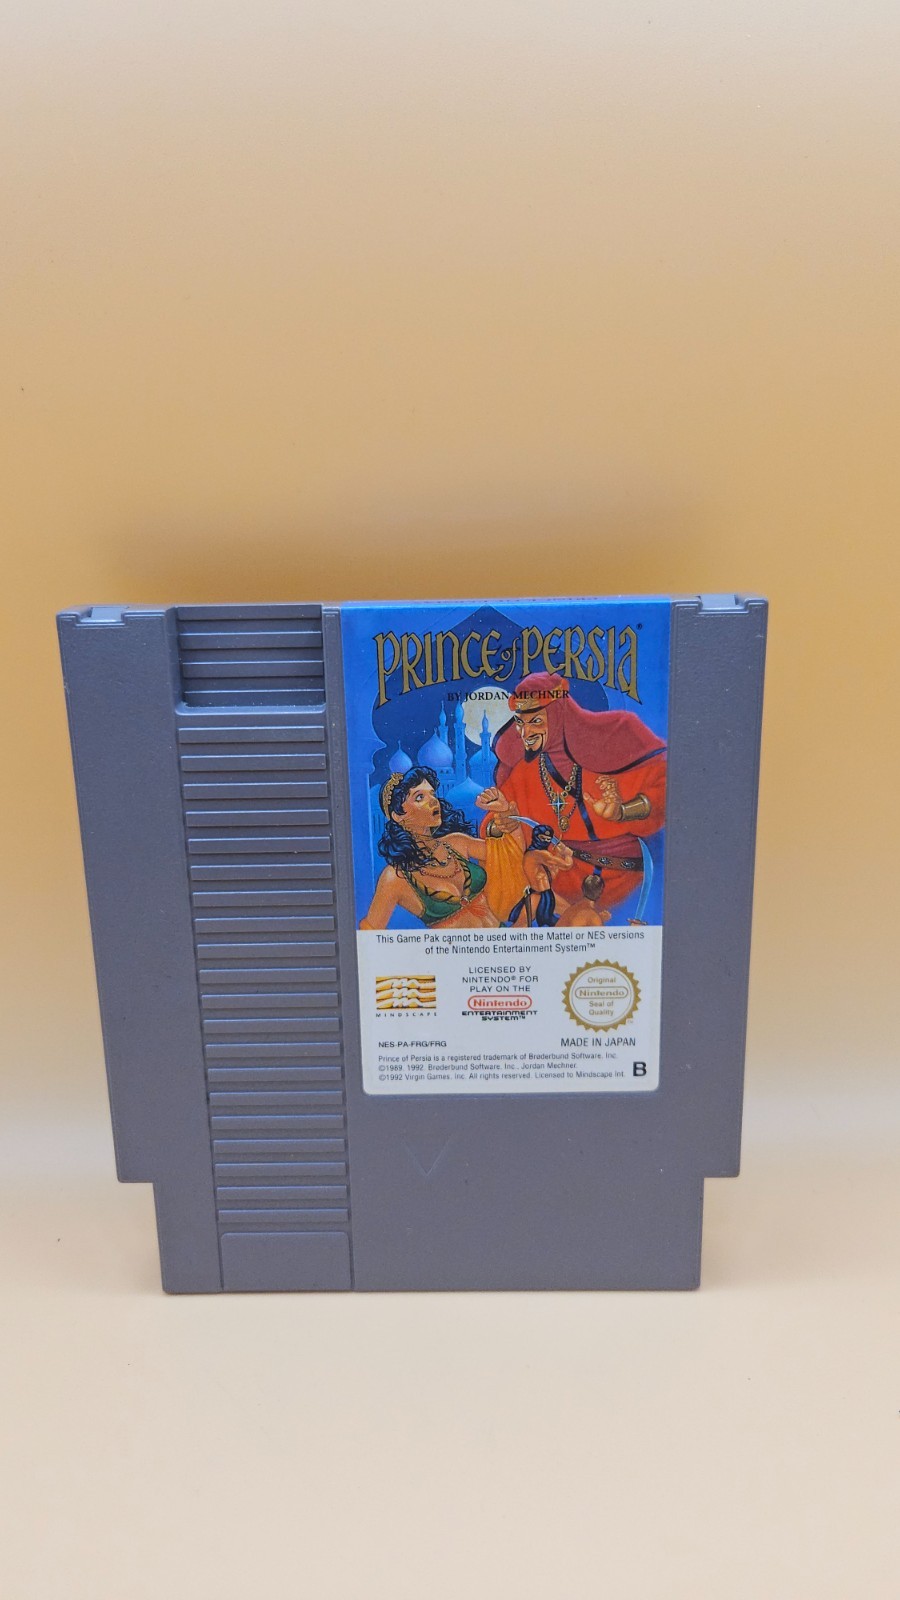 PRINCE of PERSIA®
BY JORDAN MECHNER
This Game Pak cannot be used with the Mattel or NES versions
of the Nintendo Entertainment System™
MINDSCAPE
LICENSED BY
NINTENDO® FOR
PLAY ON THE
Nintendo
ENTERTAINMENT
SYSTEM™
Original
Nintendo
Seal of
Quality
NES-PA-FRG/FRG
MADE IN JAPAN
Prince of Persia is a registered trademark of Brøderbund Software, Inc.
©1989, 1992, Brøderbund Software, Inc., Jordan Mechner.
©1992 Virgin Games, Inc. All rights reserved. Licensed to Mindscape Int.
B